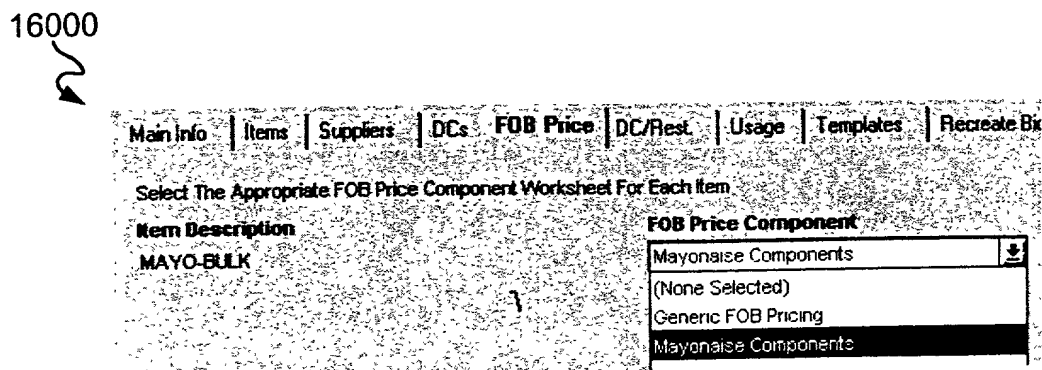 16000
Main Info Items Suppliers DCs FOB Price DC/Rest. Usage Templates Recreate Bid
Select The Appropriate FOB Price Component Worksheet For Each Item
Item Description FOB Price Component
MAYO-BULK Mayonaise Components
(None Selected)
Generic FOB Pricing
Mayonaise Components